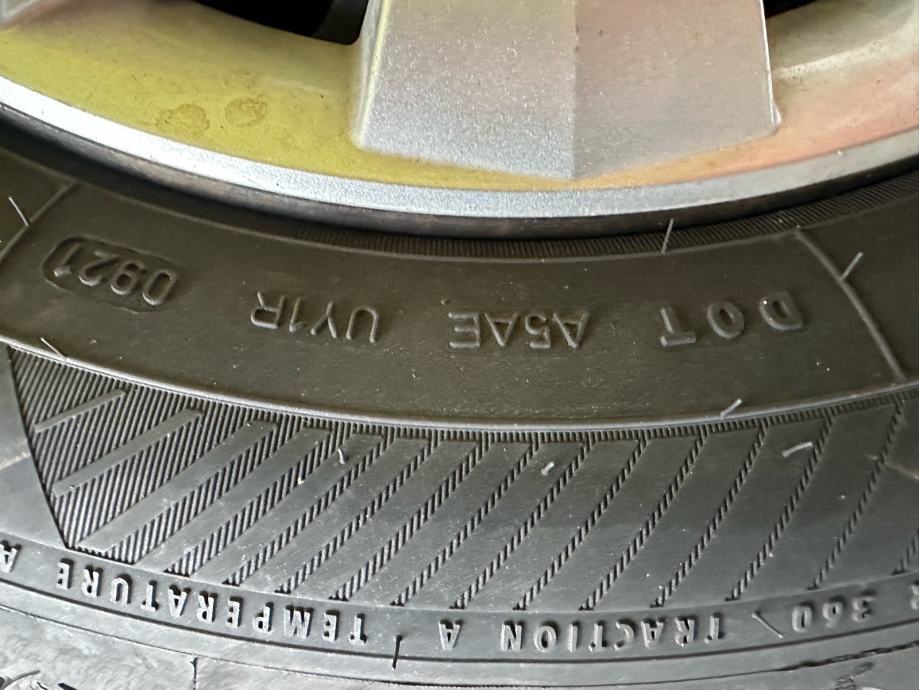 DOT A5AE UY1R 0921
360 TRACTION A TEMPERATURE A